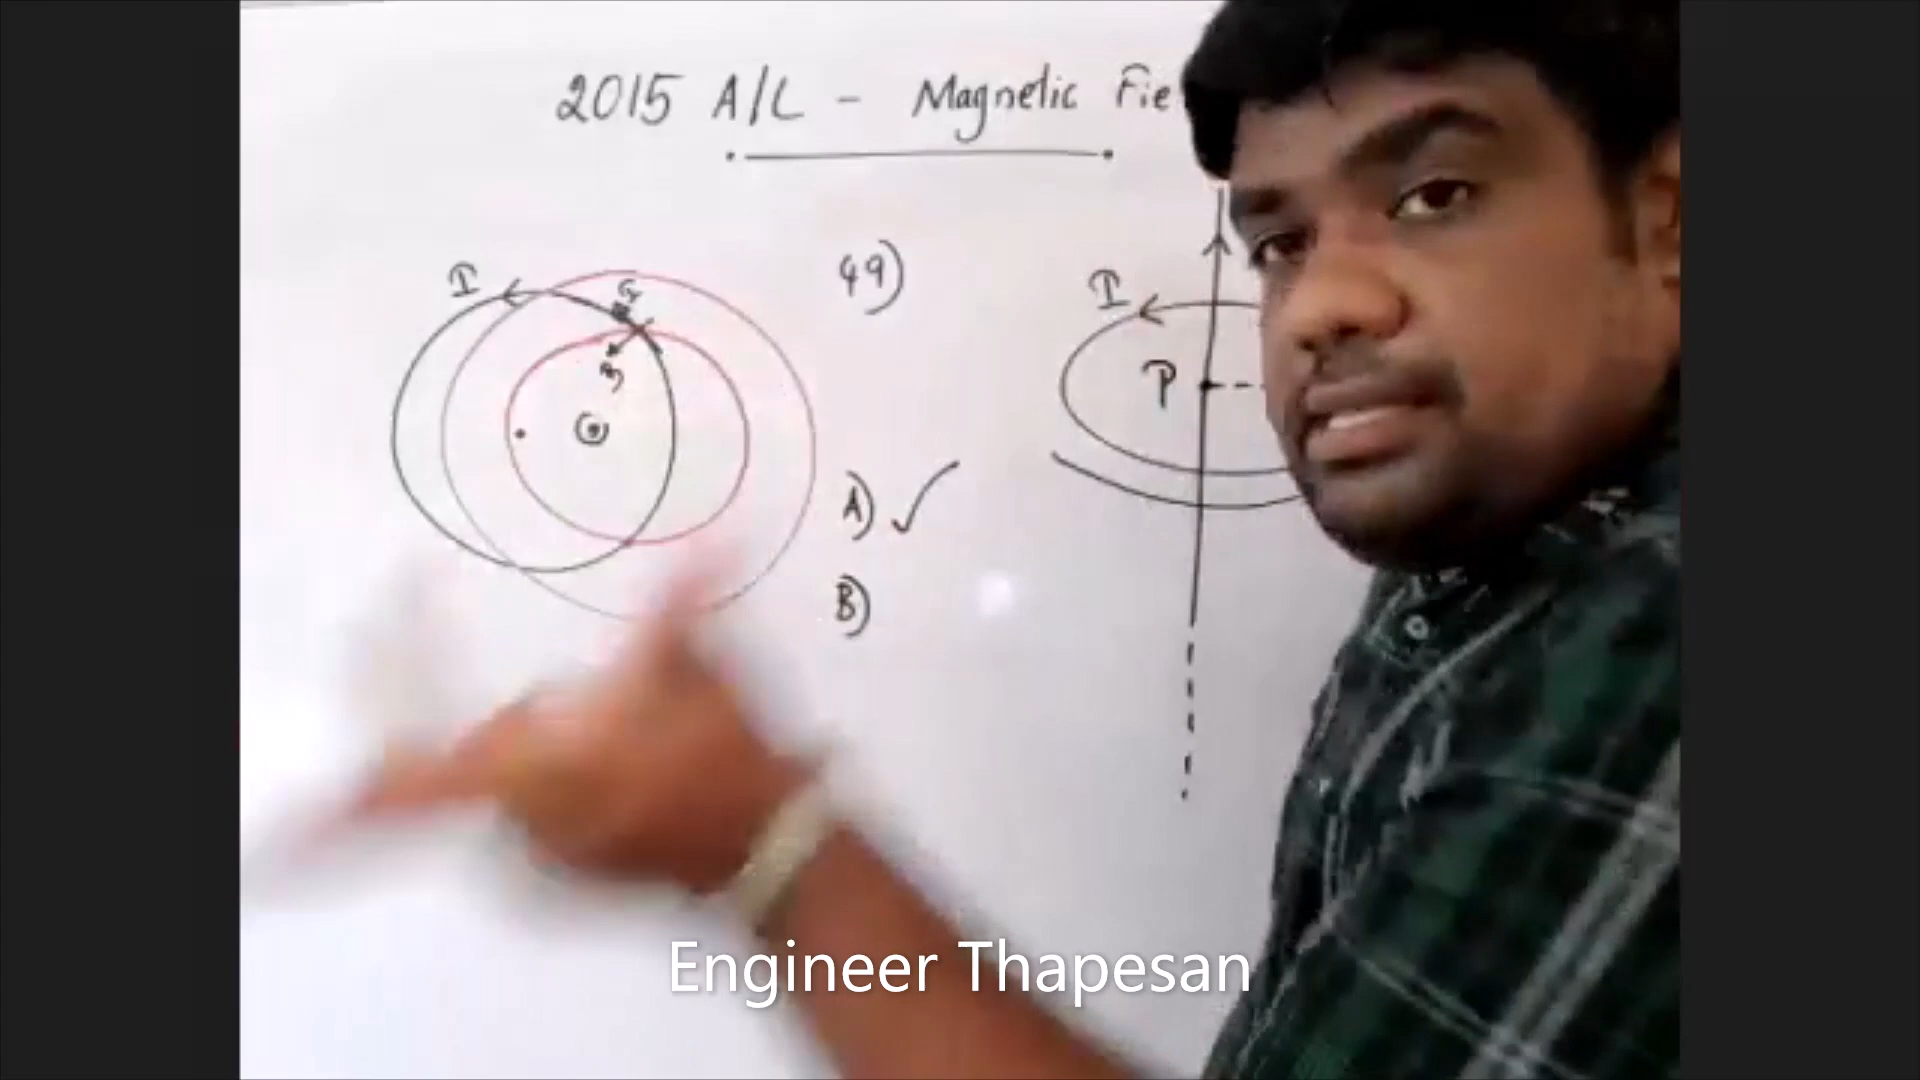 2015 A/L - Magnetic Fie
I
49)
I
P
A) ✓
B)
Engineer Thapesan